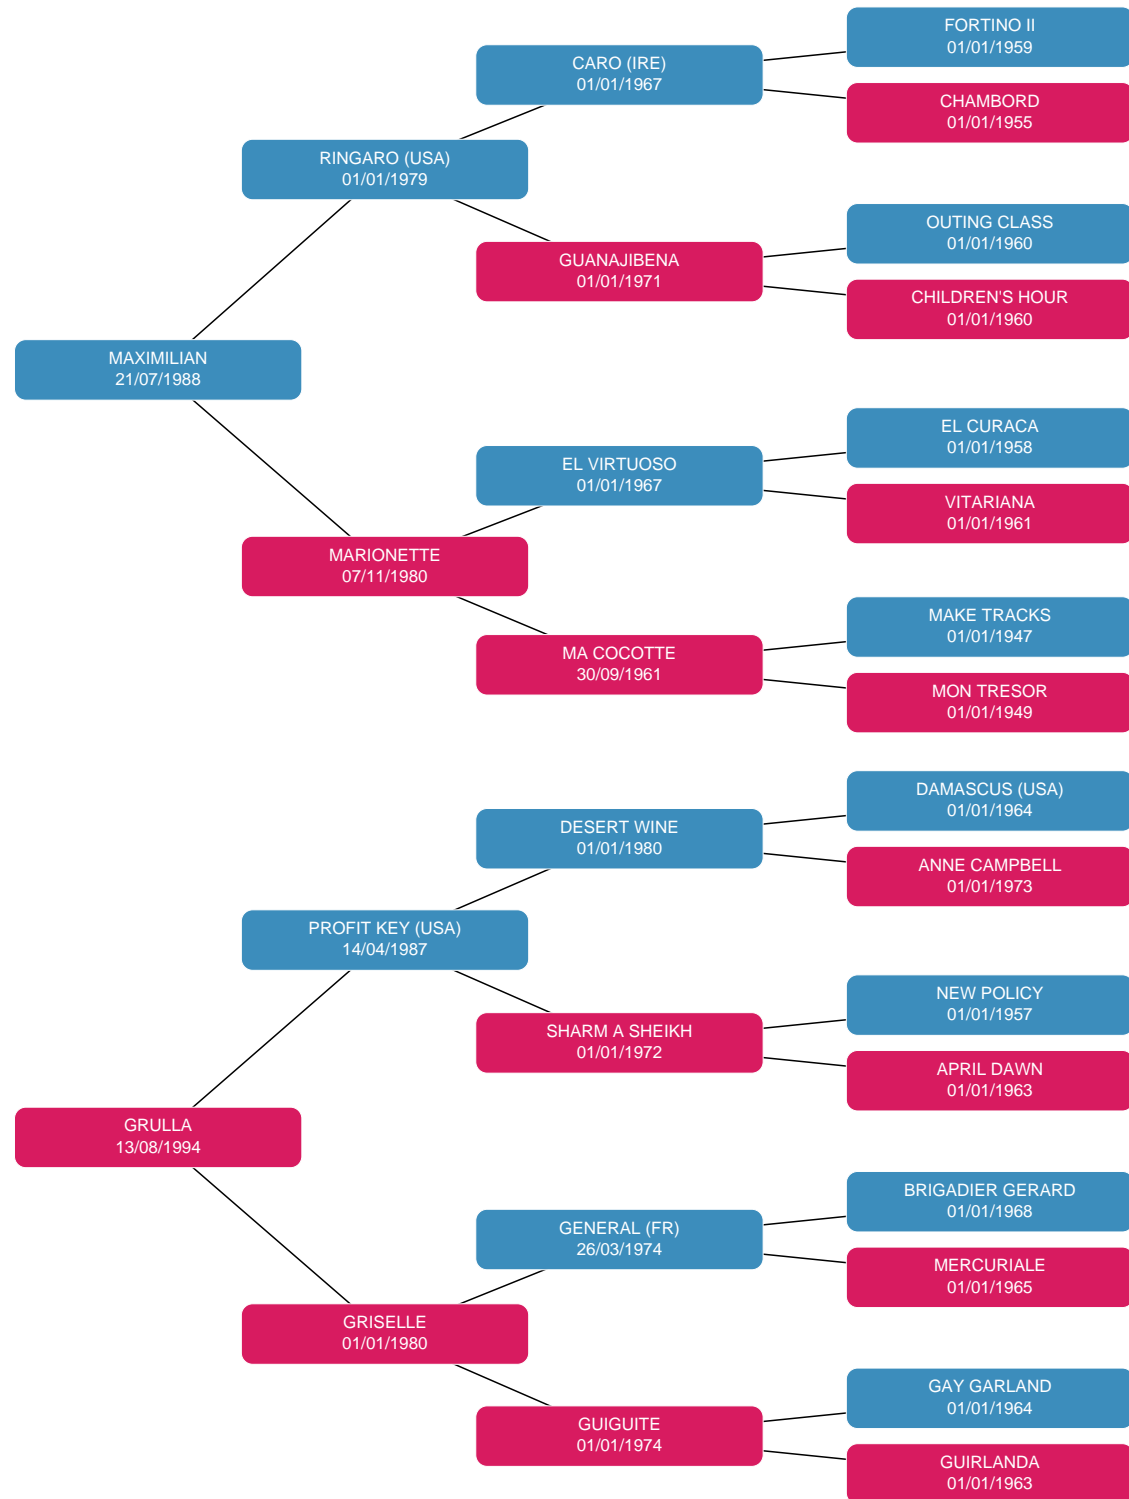 FORTINO II
01/01/1959
CARO (IRE)
01/01/1967
CHAMBORD
01/01/1955
RINGARO (USA)
01/01/1979
OUTING CLASS
01/01/1960
GUANAJIBENA
01/01/1971
CHILDREN'S HOUR
01/01/1960
MAXIMILIAN
21/07/1988
EL CURACA
01/01/1958
EL VIRTUOSO
01/01/1967
VITARIANA
01/01/1961
MARIONETTE
07/11/1980
MAKE TRACKS
01/01/1947
MA COCOTTE
30/09/1961
MON TRESOR
01/01/1949
DAMASCUS (USA)
01/01/1964
DESERT WINE
01/01/1980
ANNE CAMPBELL
01/01/1973
PROFIT KEY (USA)
14/04/1987
NEW POLICY
01/01/1957
SHARM A SHEIKH
01/01/1972
APRIL DAWN
01/01/1963
GRULLA
13/08/1994
BRIGADIER GERARD
01/01/1968
GENERAL (FR)
26/03/1974
MERCURIALE
01/01/1965
GRISELLE
01/01/1980
GAY GARLAND
01/01/1964
GUIGUITE
01/01/1974
GUIRLANDA
01/01/1963